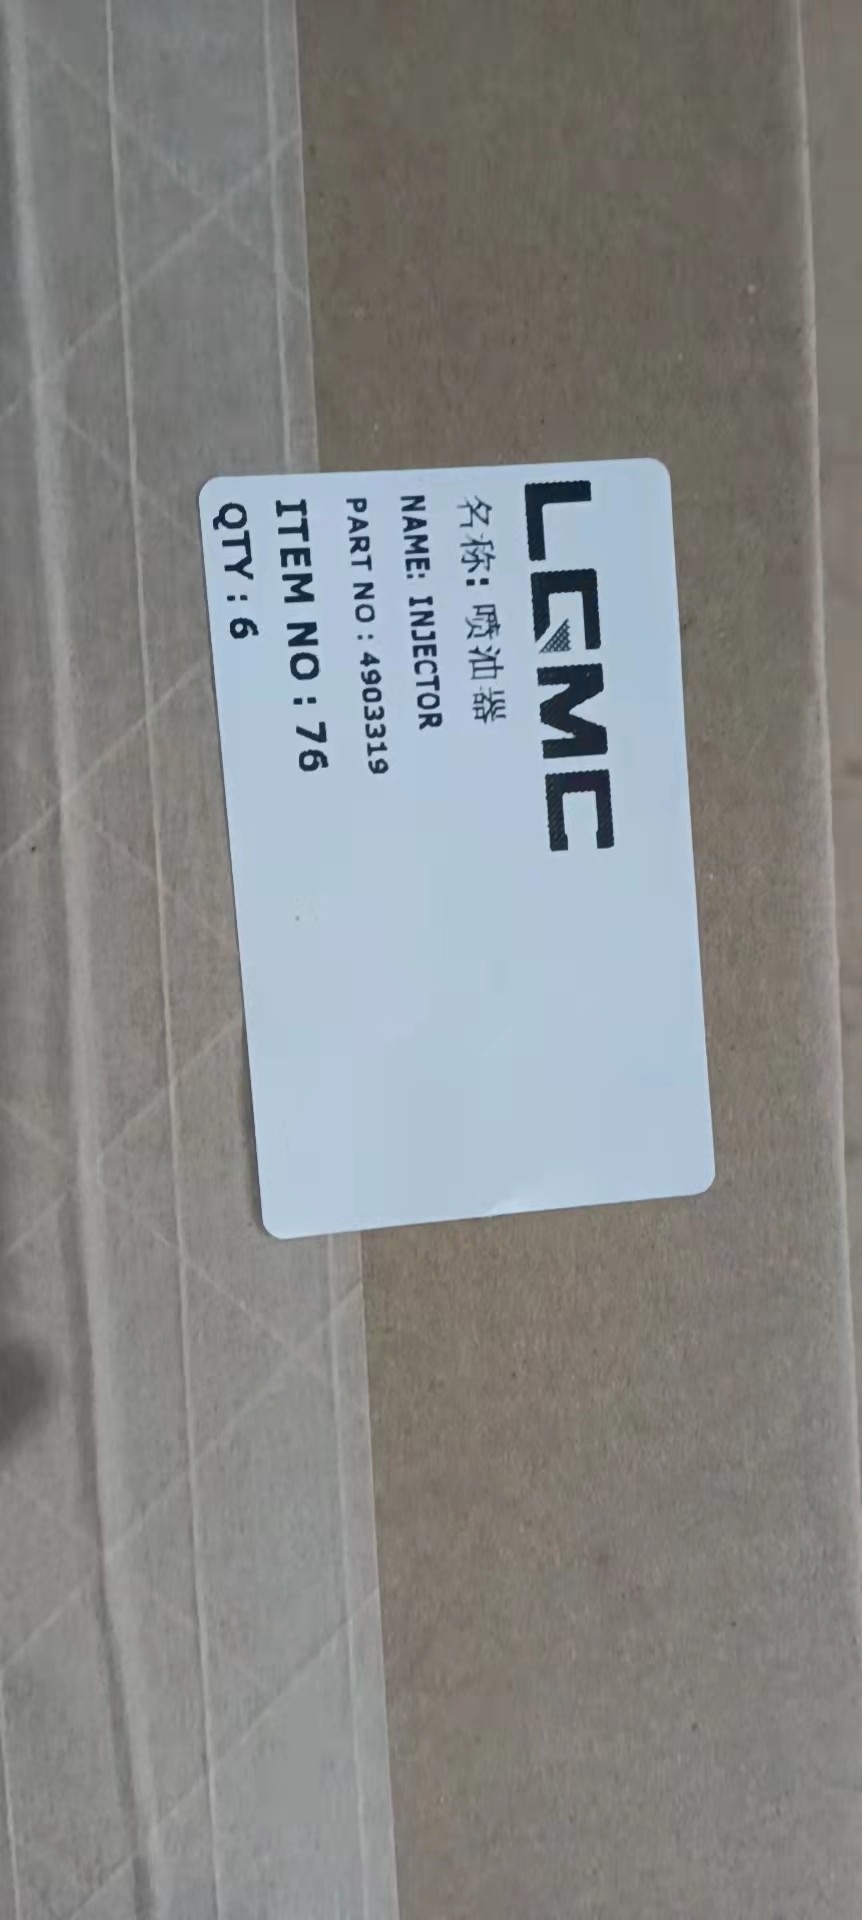 LGMC
名称: 喷油器
NAME: INJECTOR
PART NO : 4903319
ITEM NO : 76
QTY : 6